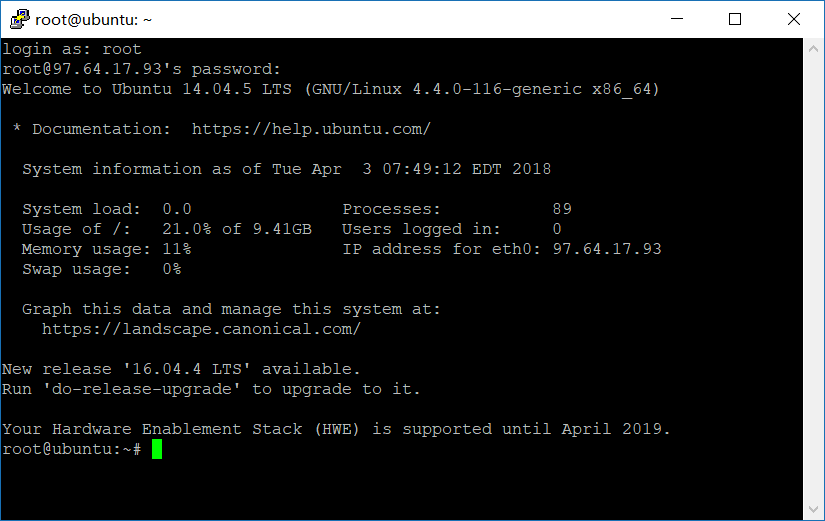 root@ubuntu: ~
login as: root
root@97.64.17.93's password:
Welcome to Ubuntu 14.04.5 LTS (GNU/Linux 4.4.0-116-generic x86_64)
* Documentation:  https://help.ubuntu.com/
System information as of Tue Apr  3 07:49:12 EDT 2018
System load:  0.0                Processes:           89
Usage of /:   21.0% of 9.41GB   Users logged in:     0
Memory usage: 11%               IP address for eth0: 97.64.17.93
Swap usage:   0%
Graph this data and manage this system at:
https://landscape.canonical.com/
New release '16.04.4 LTS' available.
Run 'do-release-upgrade' to upgrade to it.
Your Hardware Enablement Stack (HWE) is supported until April 2019.
root@ubuntu:~#